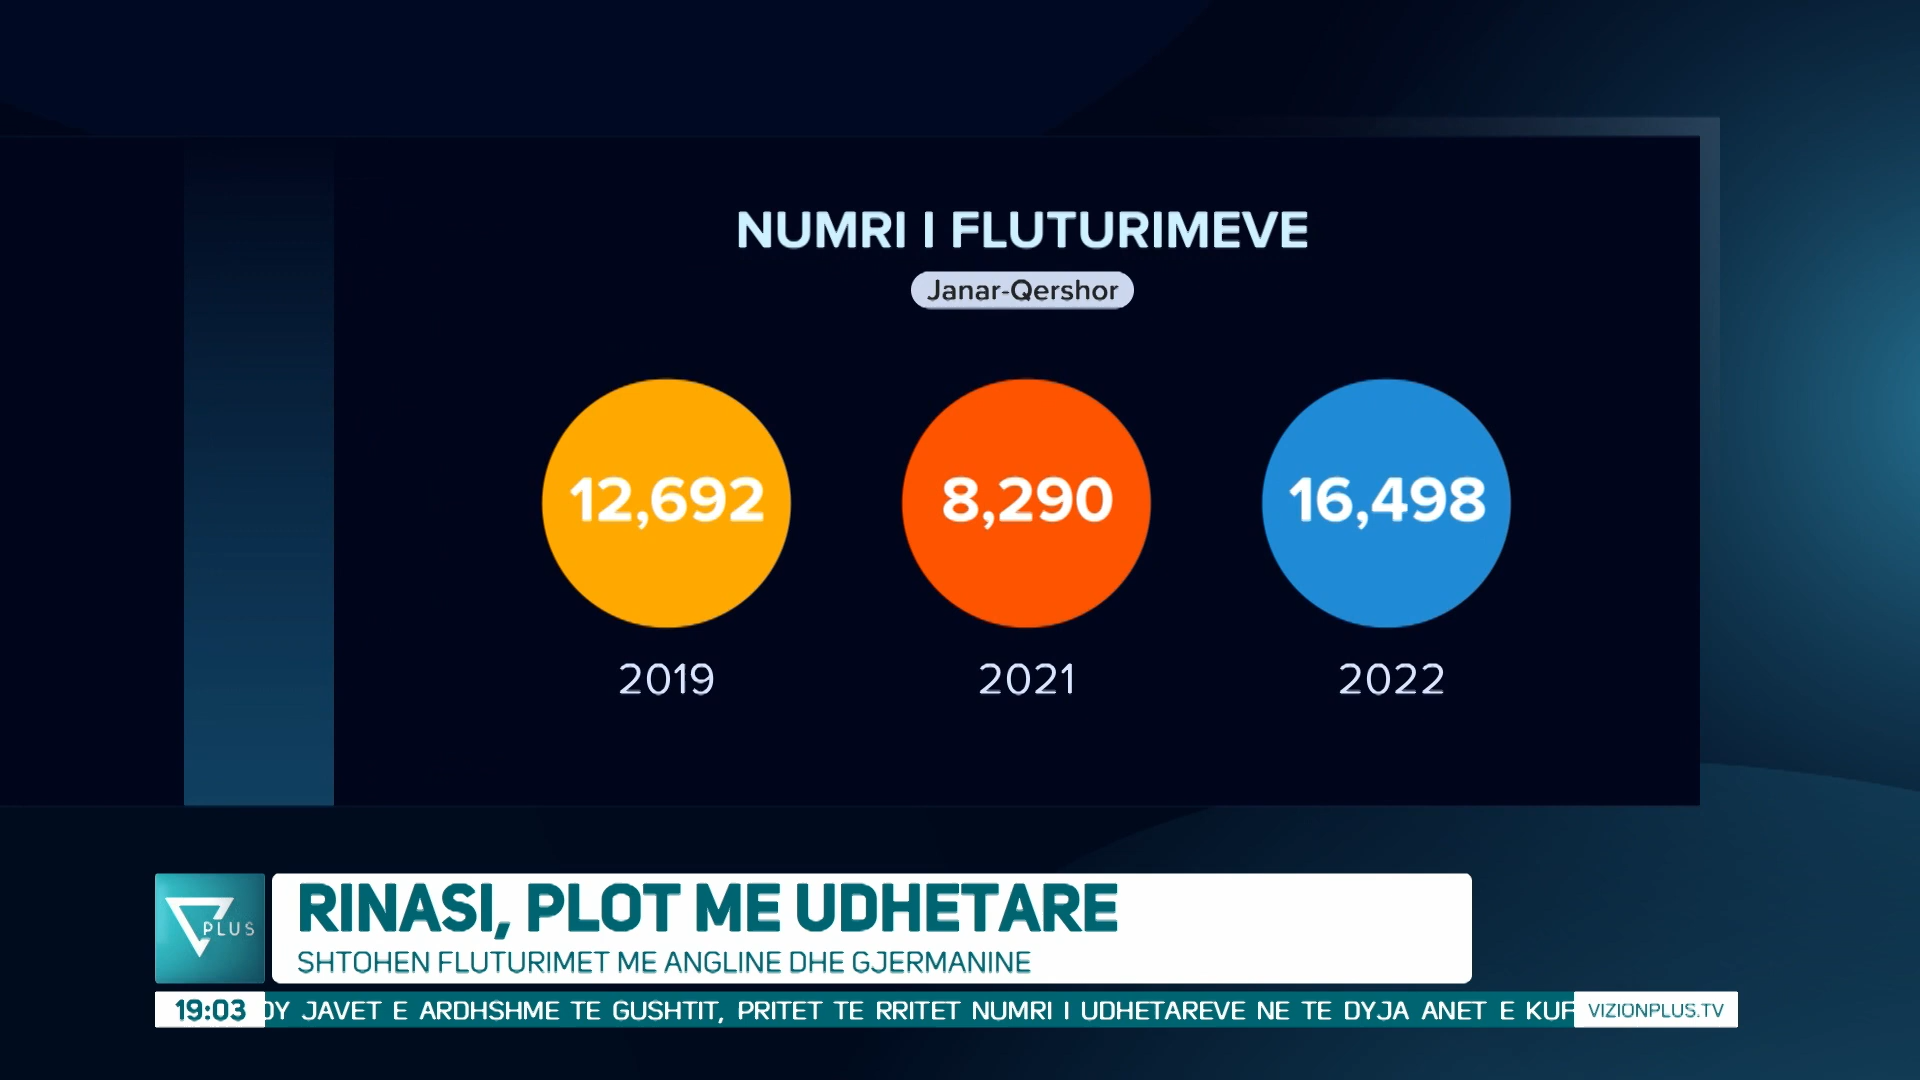 NUMRI I FLUTURIMEVE
Janar-Qershor
12,692
8,290
16,498
2019
2021
2022
PLUS
RINASI, PLOT ME UDHETARE
SHTOHEN FLUTURIMET ME ANGLINE DHE GJERMANINE
19:03
JAVET E ARDHSHME TE GUSHTIT, PRITET TE RRITET NUMRI I UDHETAREVE NE TE DYJA ANET E
VIZIONPLUS.TV